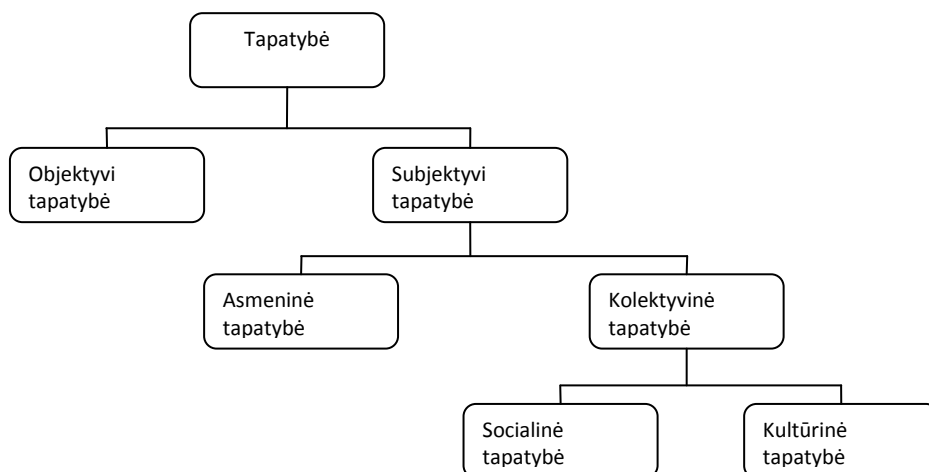 Tapatybė
Objektyvi
tapatybė
Subjektyvi
tapatybė
Asmeninė
tapatybė
Kolektyvinė
tapatybė
Socialinė
tapatybė
Kultūrinė
tapatybė